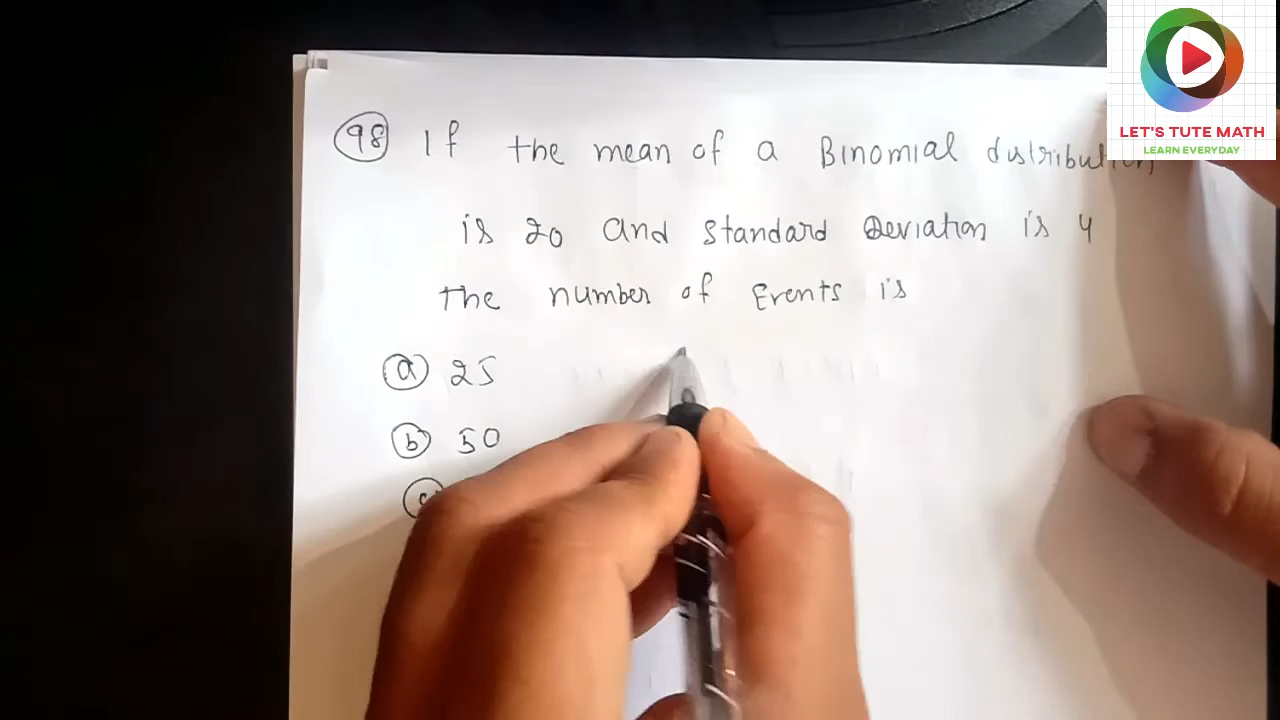 98 If the mean of a Binomial distribution
is 20 and standard Deviation is 4
the number of Events is
a 25
b 50
c
LET'S TUTE MATH
LEARN EVERYDAY